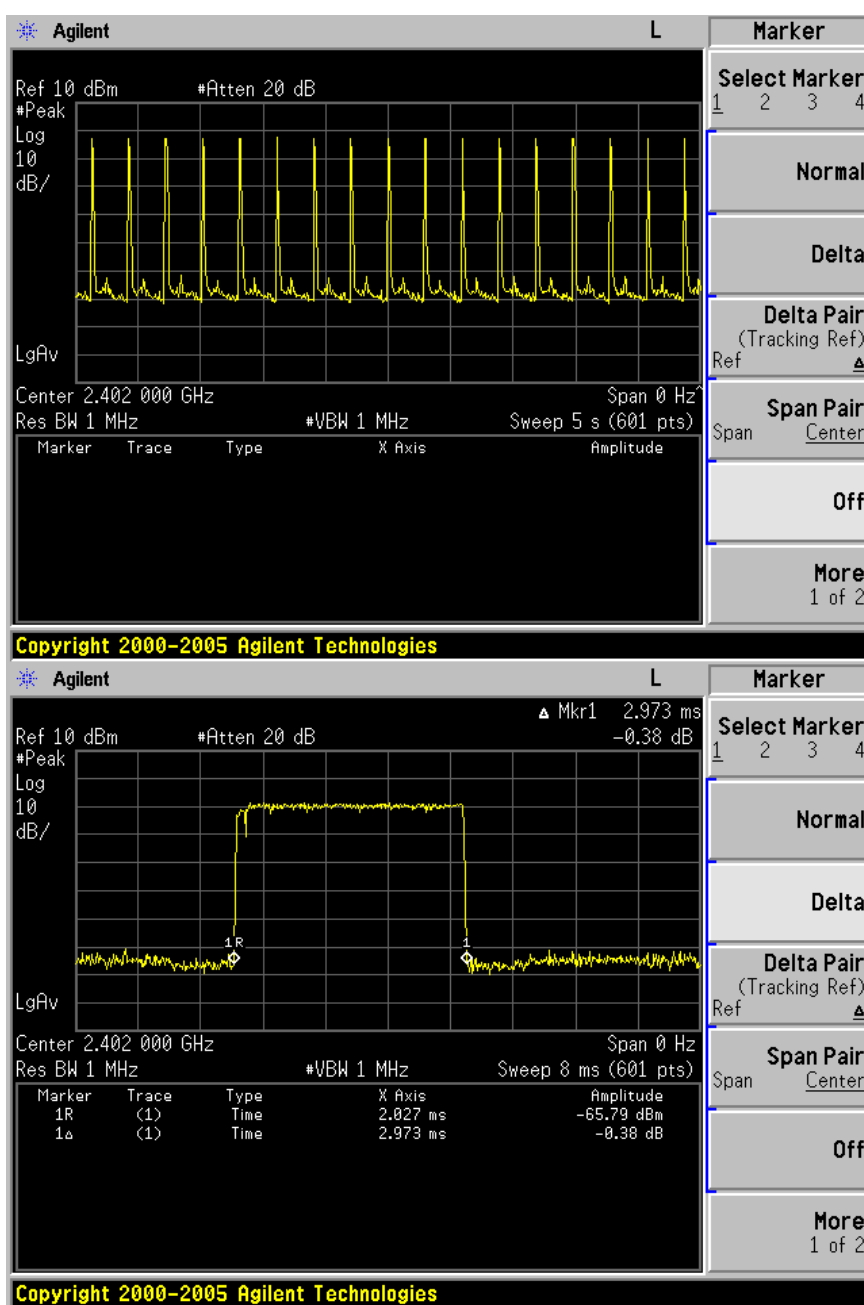 Agilent L Marker
Ref 10 dBm #Atten 20 dB
#Peak
Log
10
dB/
LgAv
Center 2.402 000 GHz Span 0 Hz^
Res BW 1 MHz #VBW 1 MHz Sweep 5 s (601 pts)
Marker Trace Type X Axis Amplitude
Select Marker
1 2 3 4
Normal
Delta
Delta Pair
(Tracking Ref)
Ref Δ
Span Pair
Span Center
Off
More
1 of 2
Copyright 2000-2005 Agilent Technologies
Agilent L Marker
Δ Mkr1 2.973 ms
Ref 10 dBm #Atten 20 dB -0.38 dB
#Peak
Log
10
dB/
1R 1
LgAv
Center 2.402 000 GHz Span 0 Hz
Res BW 1 MHz #VBW 1 MHz Sweep 8 ms (601 pts)
Marker Trace Type X Axis Amplitude
1R (1) Time 2.027 ms -65.79 dBm
1Δ (1) Time 2.973 ms -0.38 dB
Select Marker
1 2 3 4
Normal
Delta
Delta Pair
(Tracking Ref)
Ref Δ
Span Pair
Span Center
Off
More
1 of 2
Copyright 2000-2005 Agilent Technologies